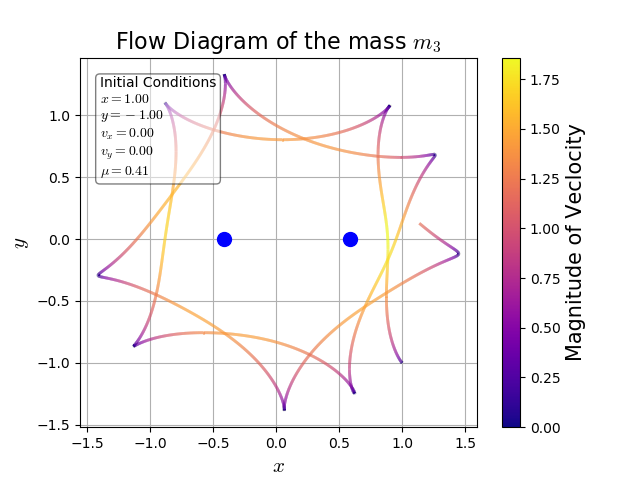 Flow Diagram of the mass m₃
Initial Conditions
x = 1.00
y = − 1.00
vₓ = 0.00
v_y = 0.00
μ = 0.41
1.0
0.5
0.0
−0.5
−1.0
−1.5
y
−1.5
−1.0
−0.5
0.0
0.5
1.0
1.5
x
1.75
1.50
1.25
1.00
0.75
0.50
0.25
0.00
Magnitude of Veclocity